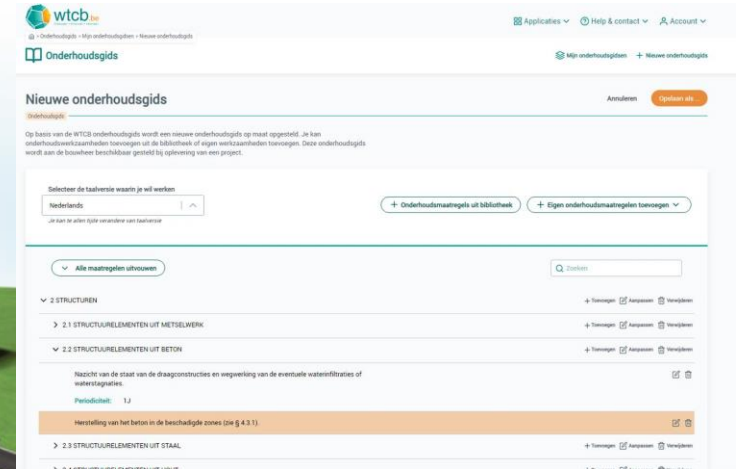 wtcb.be
Applicaties Help & contact Account
> Onderhoudsgids > Mijn onderhoudsgidsen > Nieuwe onderhoudsgids
Onderhoudsgids
Mijn onderhoudsgidsen + Nieuwe onderhoudsgids
Nieuwe onderhoudsgids
Annuleren Opslaan als ...
Onderhoudsgids
Op basis van de WTCB onderhoudsgids wordt een nieuwe onderhoudsgids op maat opgesteld. Je kan
onderhoudswerkzaamheden toevoegen uit de bibliotheek of eigen werkzaamheden toevoegen. Deze onderhoudsgids
wordt aan de bouwheer beschikbaar gesteld bij oplevering van een project.
Selecteer de taalversie waarin je wil werken
Nederlands
+ Onderhoudsmaatregels uit bibliotheek + Eigen onderhoudsmaatregelen toevoegen
Je kan te allen tijde veranderen van taalversie
Alle maatregelen uitvouwen
Zoeken
2 STRUCTUREN + Toevoegen Aanpassen Verwijderen
2.1 STRUCTUURELEMENTEN UIT METSELWERK + Toevoegen Aanpassen Verwijderen
2.2 STRUCTUURELEMENTEN UIT BETON + Toevoegen Aanpassen Verwijderen
Nazicht van de staat van de draagconstructies en wegwerking van de eventuele waterinfiltraties of
waterstagnaties.
Periodiciteit: 1J
Herstelling van het beton in de beschadigde zones (zie § 4.3.1).
2.3 STRUCTUURELEMENTEN UIT STAAL + Toevoegen Aanpassen Verwijderen